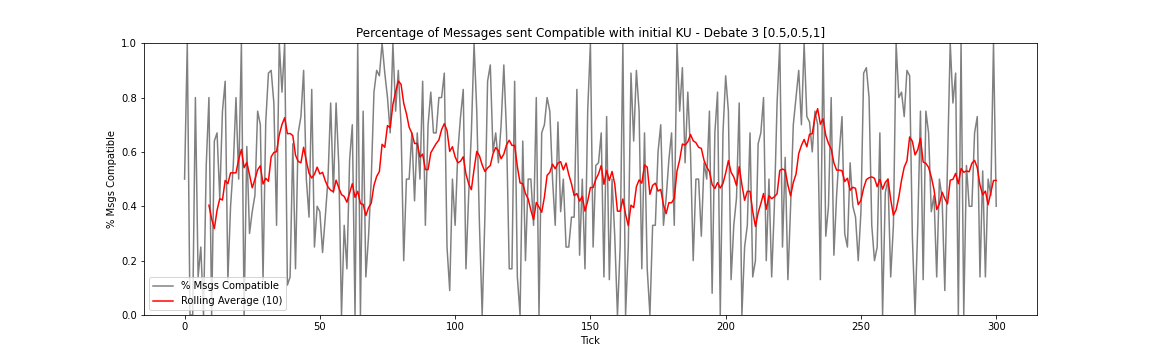 Percentage of Messages sent Compatible with initial KU - Debate 3 [0.5,0.5,1]
% Msgs Compatible
1.0
0.8
0.6
0.4
0.2
0.0
% Msgs Compatible
Rolling Average (10)
0 50 100 150 200 250 300
Tick